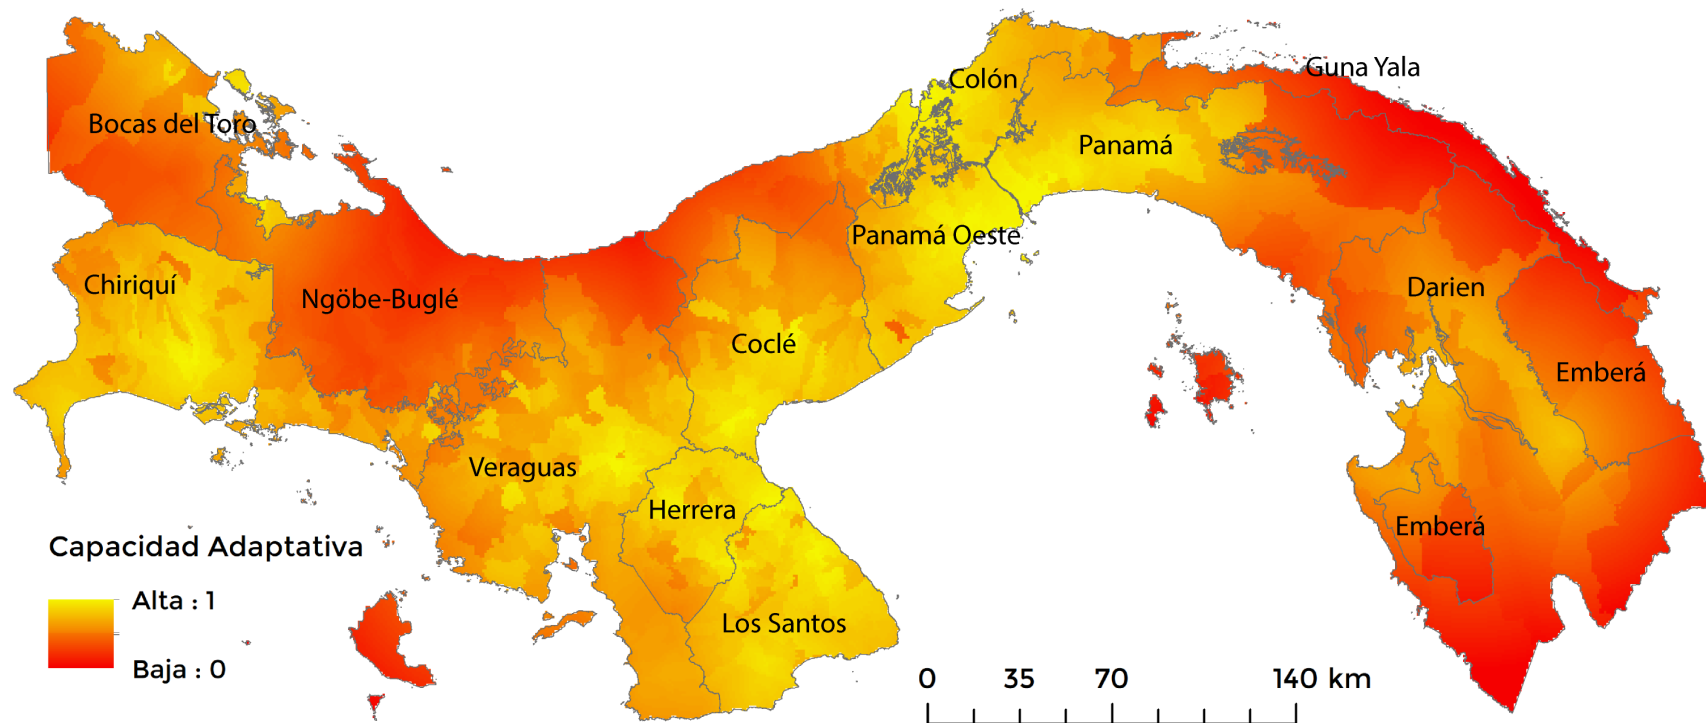 Guna Yala
Colón
Bocas del Toro
Panamá
Panamá Oeste
Chiriquí
Ngöbe-Buglé
Darien
Coclé
Emberá
Veraguas
Herrera
Emberá
Los Santos
Capacidad Adaptativa
Alta : 1
Baja : 0
0 35 70 140 km